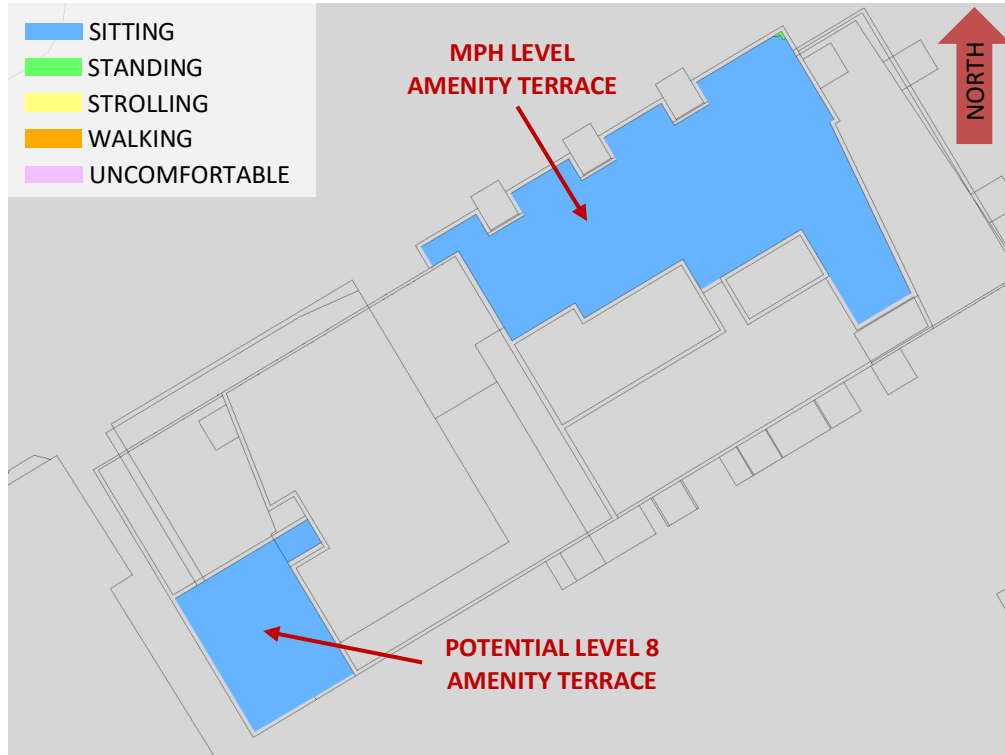 SITTING
STANDING
STROLLING
WALKING
UNCOMFORTABLE
MPH LEVEL
AMENITY TERRACE
NORTH
POTENTIAL LEVEL 8
AMENITY TERRACE